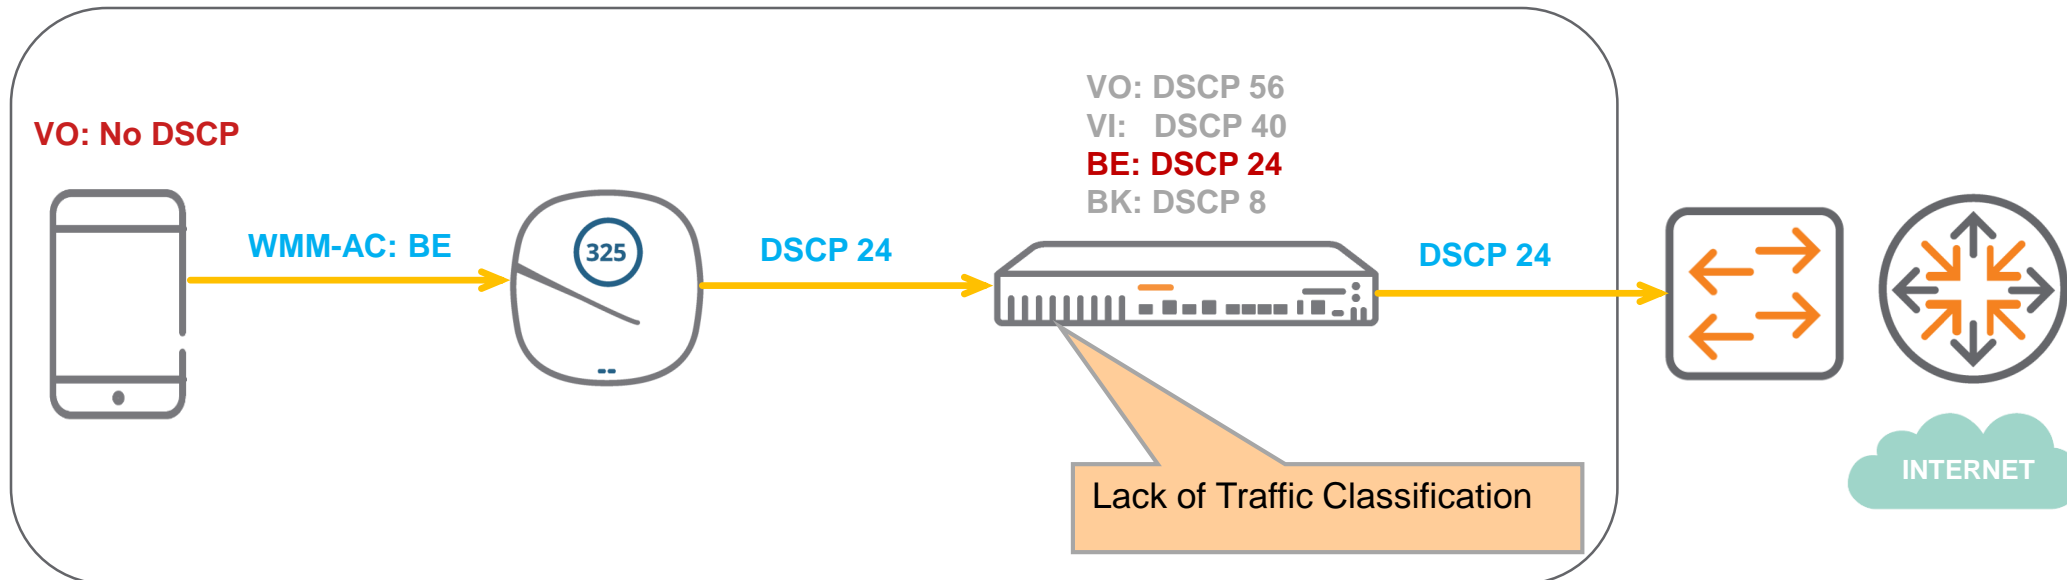 VO: No DSCP
WMM-AC: BE
325
DSCP 24
VO: DSCP 56
VI: DSCP 40
BE: DSCP 24
BK: DSCP 8
DSCP 24
Lack of Traffic Classification
INTERNET